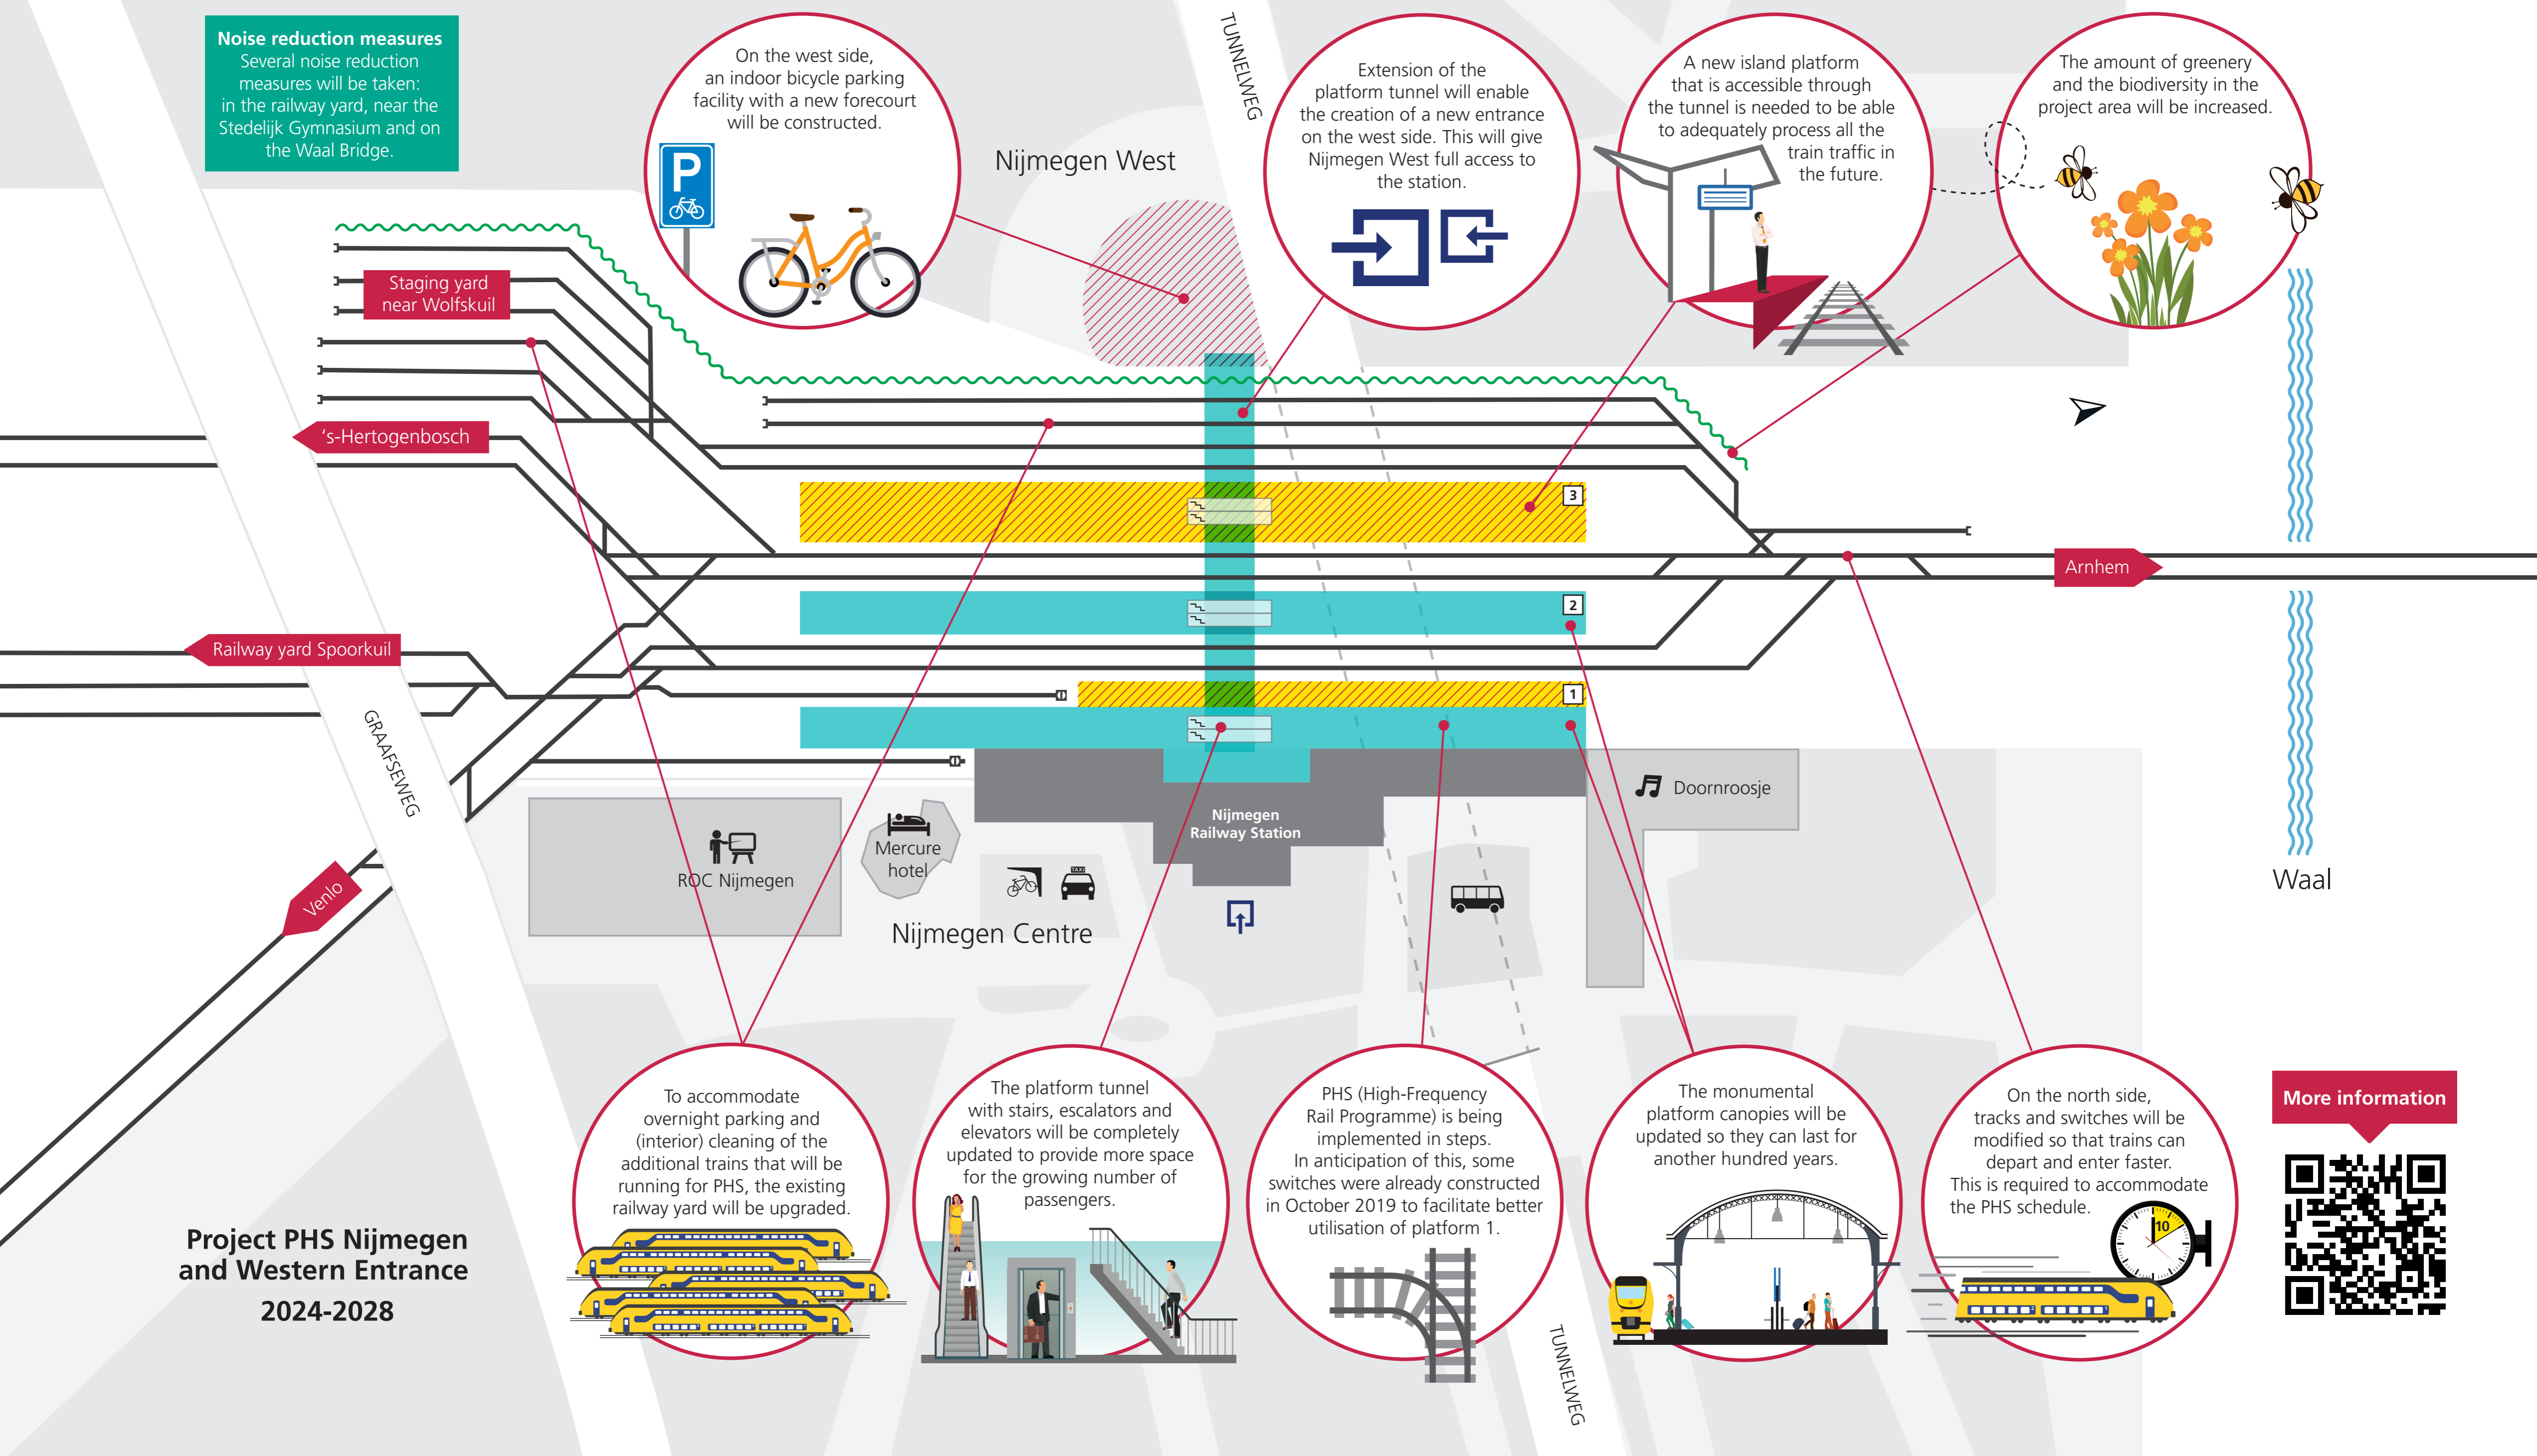 Noise reduction measures
Several noise reduction
measures will be taken:
in the railway yard, near the
Stedelijk Gymnasium and on
the Waal Bridge.
On the west side,
an indoor bicycle parking
facility with a new forecourt
will be constructed.
P
Nijmegen West
TUNNELWEG
Extension of the
platform tunnel will enable
the creation of a new entrance
on the west side. This will give
Nijmegen West full access to
the station.
A new island platform
that is accessible through
the tunnel is needed to be able
to adequately process all the
train traffic in
the future.
The amount of greenery
and the biodiversity in the
project area will be increased.
Staging yard
near Wolfskuil
's-Hertogenbosch
3
Arnhem
2
Railway yard Spoorkuil
1
GRAAFSEWEG
Nijmegen
Railway Station
Doornroosje
ROC Nijmegen
Mercure
hotel
TAXI
Nijmegen Centre
Waal
Venlo
To accommodate
overnight parking and
(interior) cleaning of the
additional trains that will be
running for PHS, the existing
railway yard will be upgraded.
The platform tunnel
with stairs, escalators and
elevators will be completely
updated to provide more space
for the growing number of
passengers.
PHS (High-Frequency
Rail Programme) is being
implemented in steps.
In anticipation of this, some
switches were already constructed
in October 2019 to facilitate better
utilisation of platform 1.
The monumental
platform canopies will be
updated so they can last for
another hundred years.
On the north side,
tracks and switches will be
modified so that trains can
depart and enter faster.
This is required to accommodate
the PHS schedule.
10
More information
Project PHS Nijmegen
and Western Entrance
2024-2028
TUNNELWEG